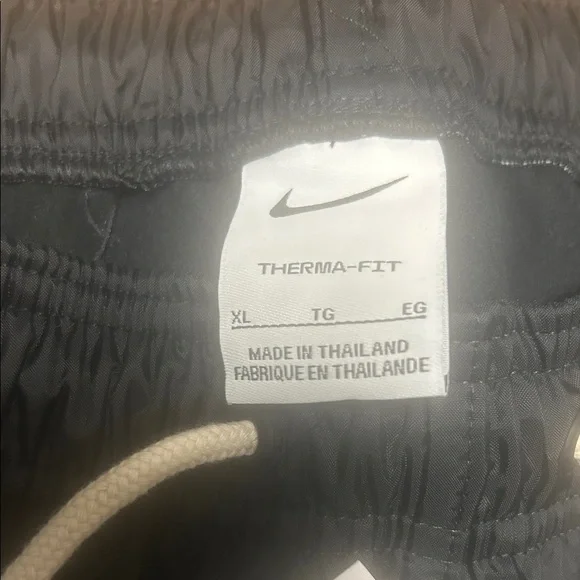 THERMA-FIT
XL TG EG
MADE IN THAILAND
FABRIQUE EN THAILANDE